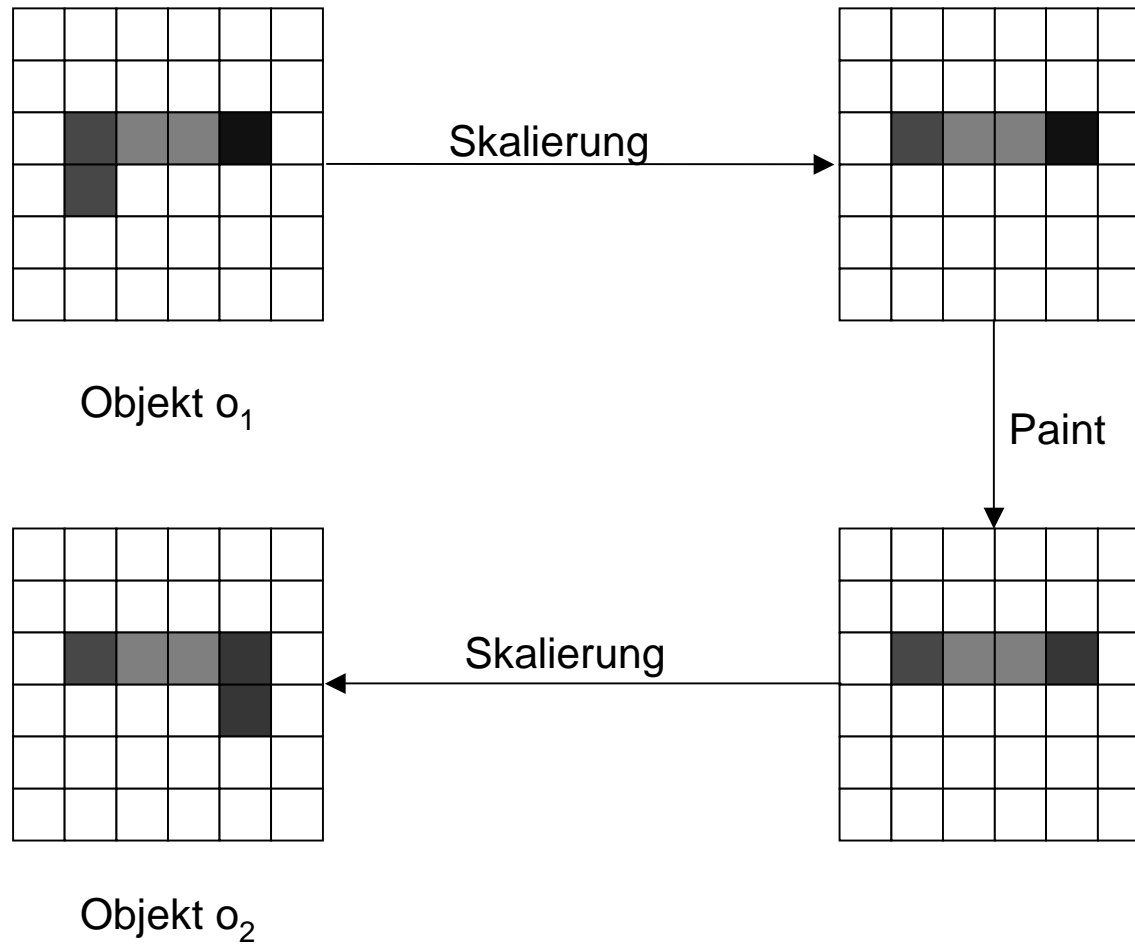 Skalierung
Objekt o₁
Paint
Skalierung
Objekt o₂